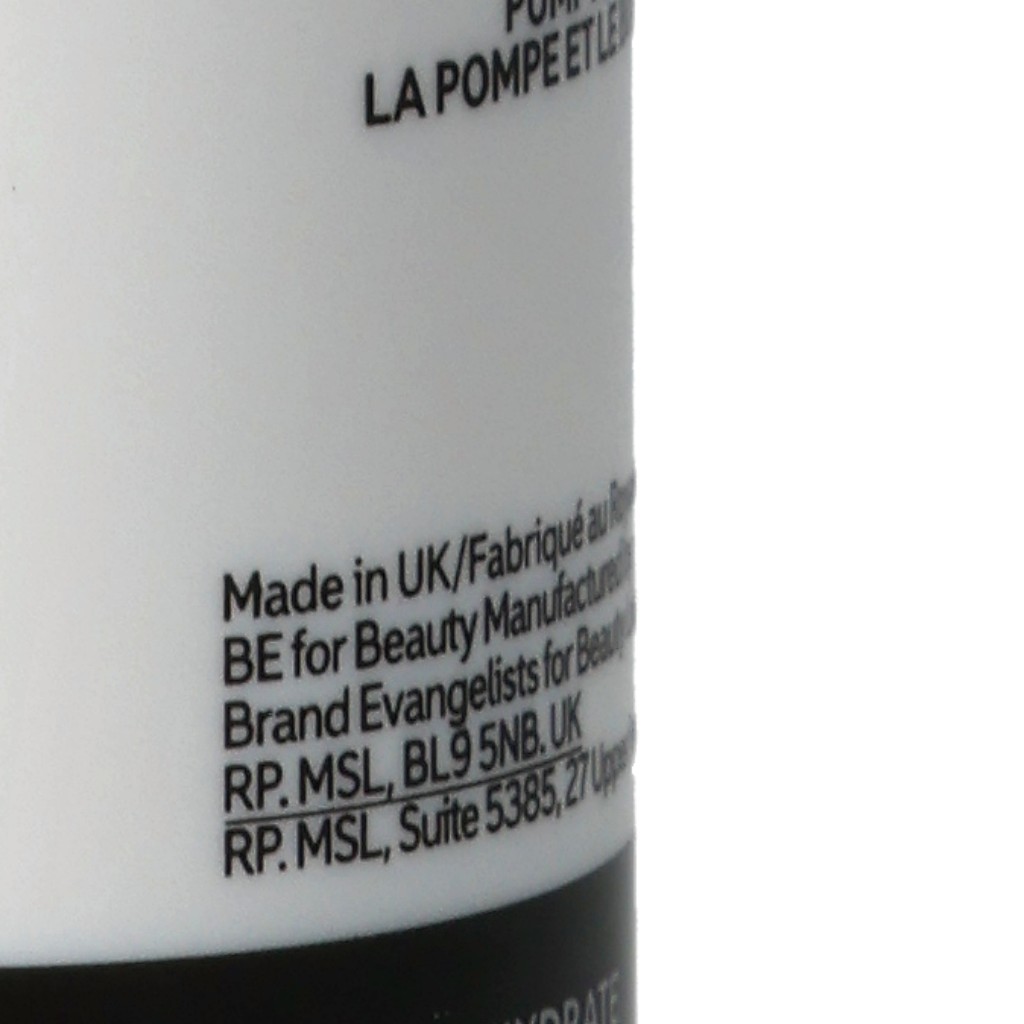 LA POMPE ET LE
Made in UK/Fabriqué au
BE for Beauty Manufactured
Brand Evangelists for Beauty
RP. MSL, BL9 5NB. UK
RP. MSL, Suite 5385, 27 Upper